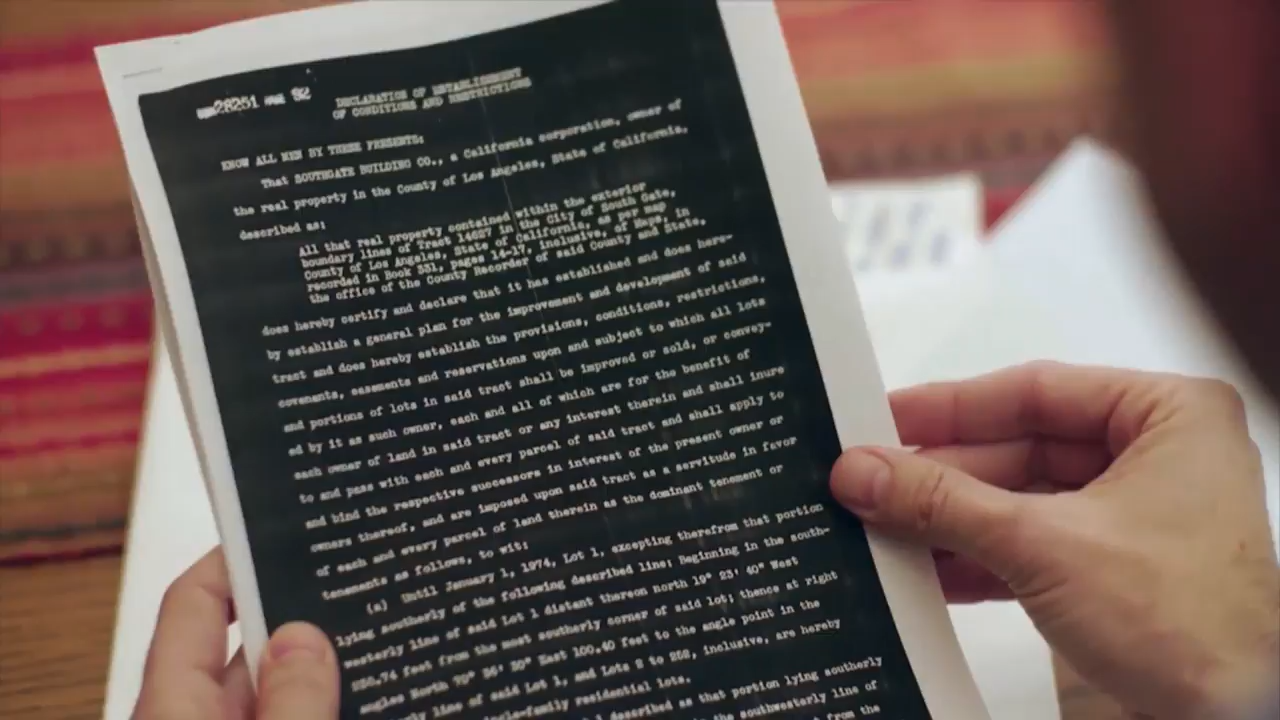 28251
DECLARATION OF ESTABLISHMENT
OF CONDITIONS AND RESTRICTIONS
KNOW ALL MEN BY THESE PRESENTS:
That SOUTHGATE BUILDING CO., a California corporation, owner of
the real property in the County of Los Angeles, State of California,
described as:
All that real property contained within the exterior
boundary lines of Tract 14627 in the City of South Gate,
County of Los Angeles, State of California, as per map
recorded in Book 331, pages 14-17, inclusive, of Maps, in
the office of the County Recorder of said County and State,
does hereby certify and declare that it has established and does here-
by establish a general plan for the improvement and development of said
tract and does hereby establish the provisions, conditions, restrictions,
covenants, easements and reservations upon and subject to which all lots
and portions of lots in said tract shall be improved or sold, or convey-
ed by it as such owner, each and all of which are for the benefit of
each owner of land in said tract or any interest therein and shall inure
to and pass with each and every parcel of said tract and shall apply to
and bind the respective successors in interest of the present owner or
owners thereof, and are imposed upon said tract as a servitude in favor
of each and every parcel of land therein as the dominant tenement or
tenements as follows, to wit:
(a) Until January 1, 1974, Lot 1, excepting therefrom that portion
lying southerly of the following described line: Beginning in the south-
westerly line of said Lot 1 distant thereon north 19° 23' 40" West
feet from the most southerly corner of said lot; thence at right
angles North 70° 36' 20" East 100.40 feet to the angle point in the
line of said Lot 1, and Lots 2 to 252, inclusive, are hereby
single-family residential lots.
described as that portion lying southerly
in the southwesterly line of
from the